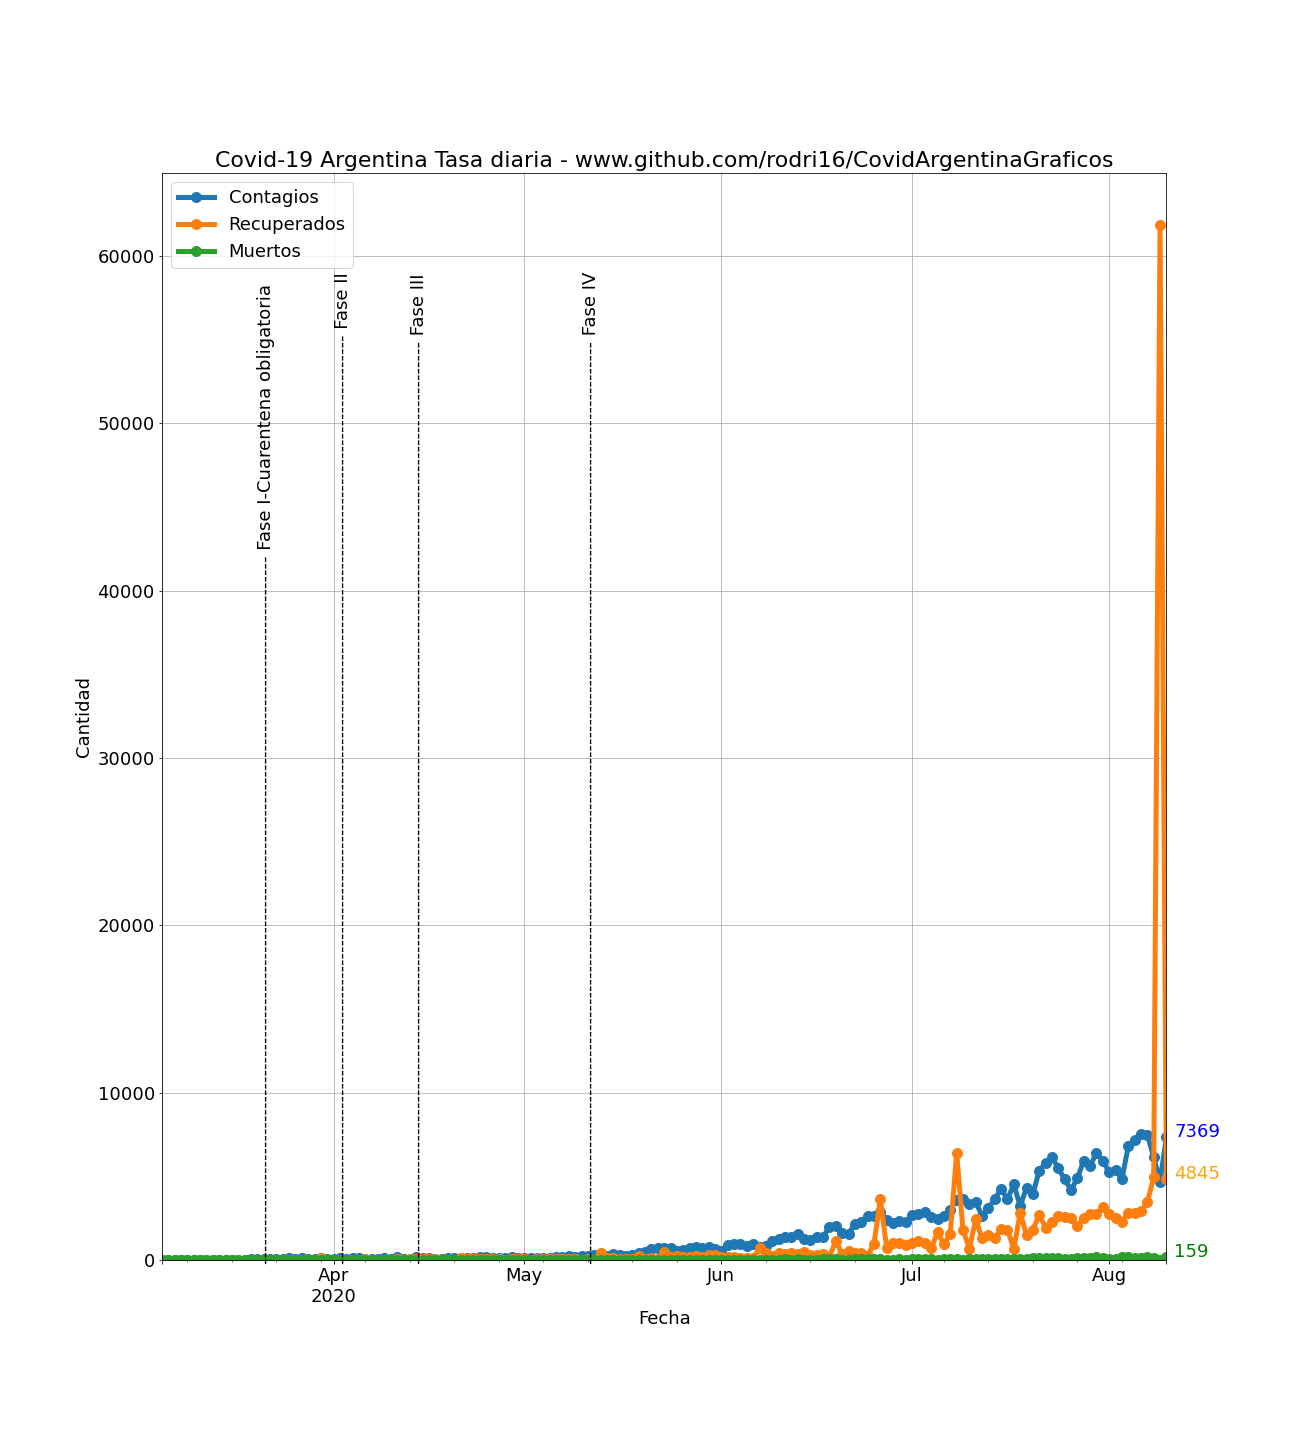 Covid-19 Argentina Tasa diaria - www.github.com/rodri16/CovidArgentinaGraficos
Contagios
Recuperados
Muertos
Fase I-Cuarentena obligatoria
Fase II
Fase III
Fase IV
60000
50000
40000
30000
20000
10000
0
Cantidad
7369
4845
159
Apr
2020
May
Jun
Jul
Aug
Fecha